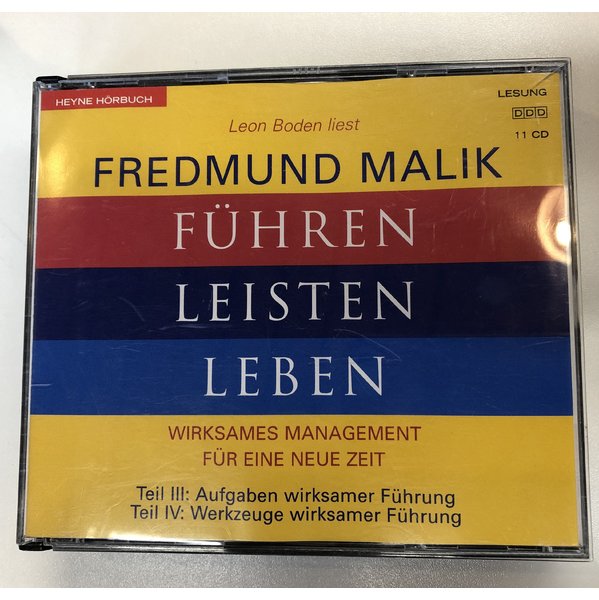 HEYNE HÖRBUCH
LESUNG
DDD
11 CD
Leon Boden liest
FREDMUND MALIK
FÜHREN
LEISTEN
LEBEN
WIRKSAMES MANAGEMENT
FÜR EINE NEUE ZEIT
Teil III: Aufgaben wirksamer Führung
Teil IV: Werkzeuge wirksamer Führung